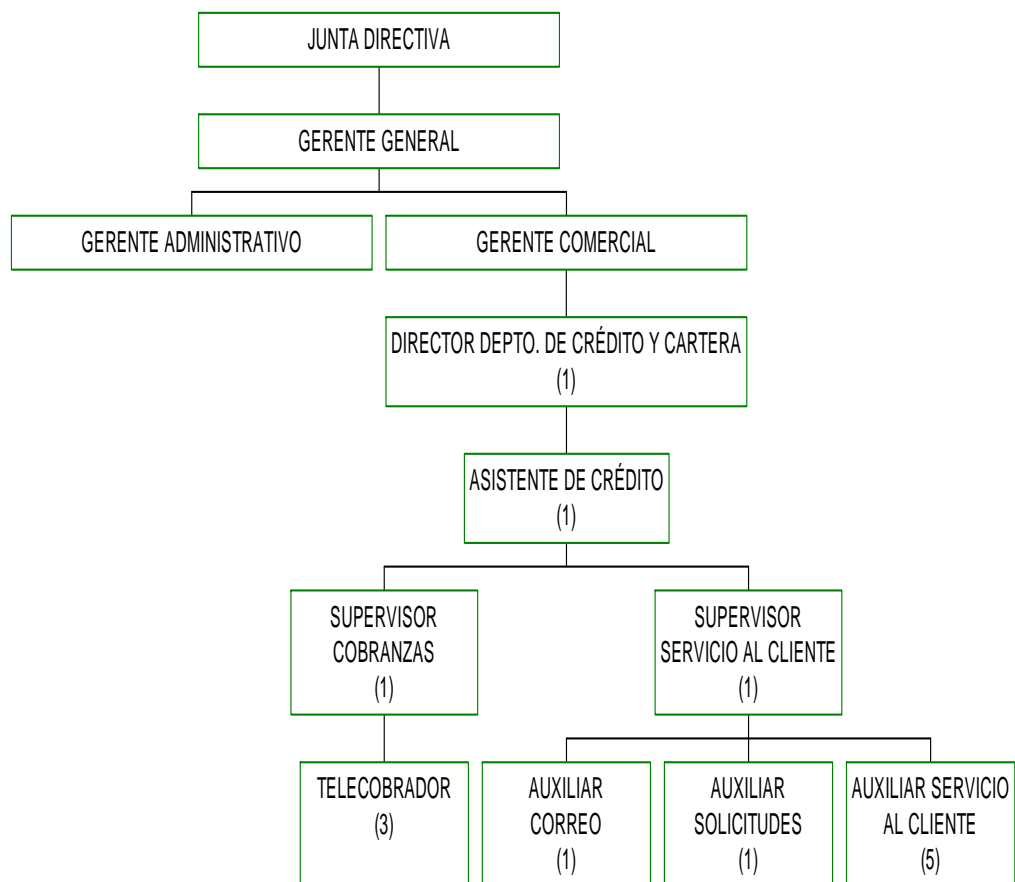 JUNTA DIRECTIVA
GERENTE GENERAL
GERENTE ADMINISTRATIVO
GERENTE COMERCIAL
DIRECTOR DEPTO. DE CRÉDITO Y CARTERA
(1)
ASISTENTE DE CRÉDITO
(1)
SUPERVISOR
COBRANZAS
(1)
SUPERVISOR
SERVICIO AL CLIENTE
(1)
TELECOBRADOR
(3)
AUXILIAR
CORREO
(1)
AUXILIAR
SOLICITUDES
(1)
AUXILIAR SERVICIO
AL CLIENTE
(5)